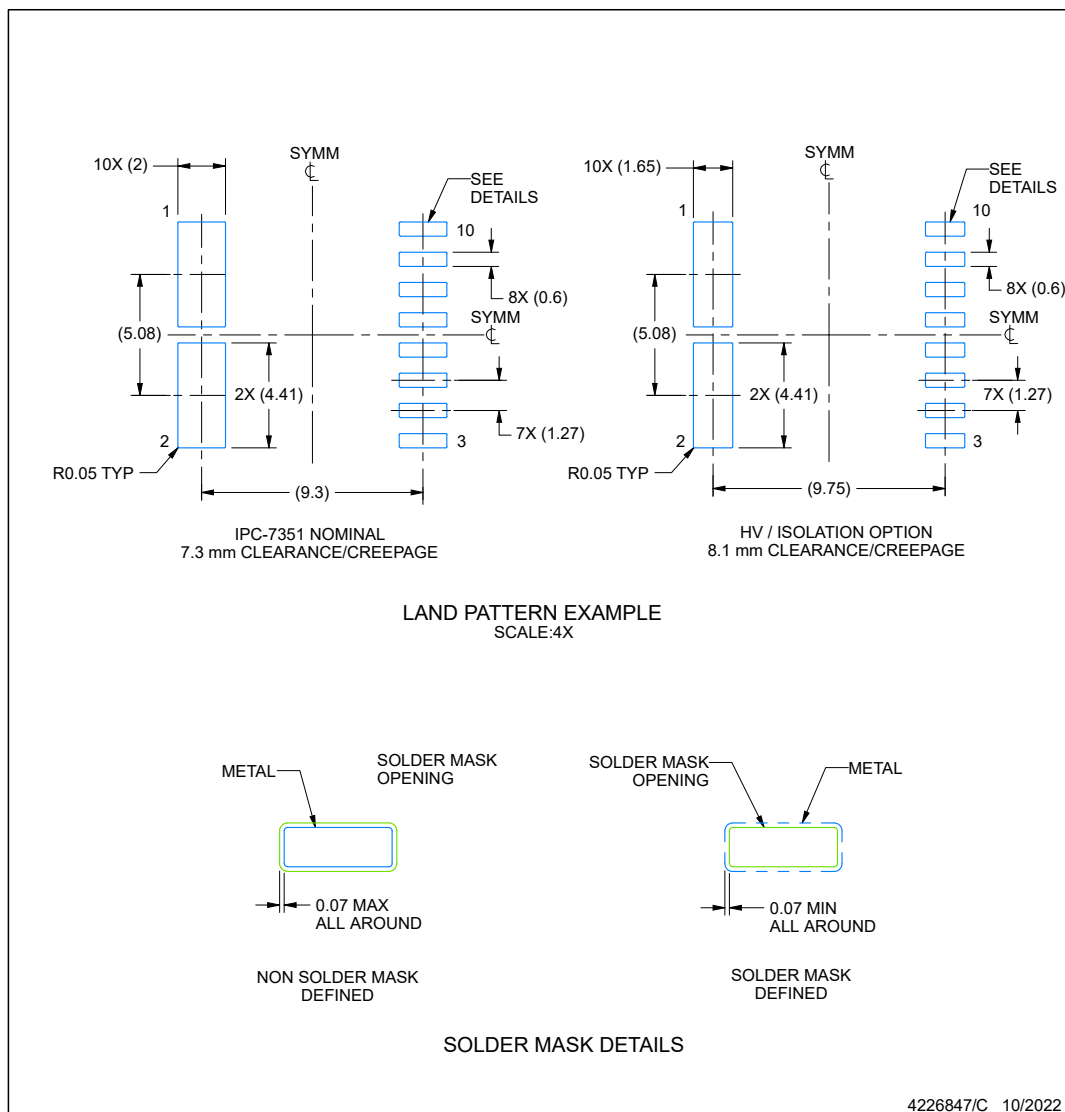 10X (2)
SYMM
℄
SEE
DETAILS
1
10
8X (0.6)
SYMM
℄
(5.08)
2X (4.41)
7X (1.27)
2
3
R0.05 TYP
(9.3)
IPC-7351 NOMINAL
7.3 mm CLEARANCE/CREEPAGE
10X (1.65)
SYMM
℄
SEE
DETAILS
1
10
8X (0.6)
SYMM
℄
(5.08)
2X (4.41)
7X (1.27)
2
3
R0.05 TYP
(9.75)
HV / ISOLATION OPTION
8.1 mm CLEARANCE/CREEPAGE
LAND PATTERN EXAMPLE
SCALE:4X
METAL
SOLDER MASK
OPENING
0.07 MAX
ALL AROUND
NON SOLDER MASK
DEFINED
SOLDER MASK
OPENING
METAL
0.07 MIN
ALL AROUND
SOLDER MASK
DEFINED
SOLDER MASK DETAILS
4226847/C 10/2022